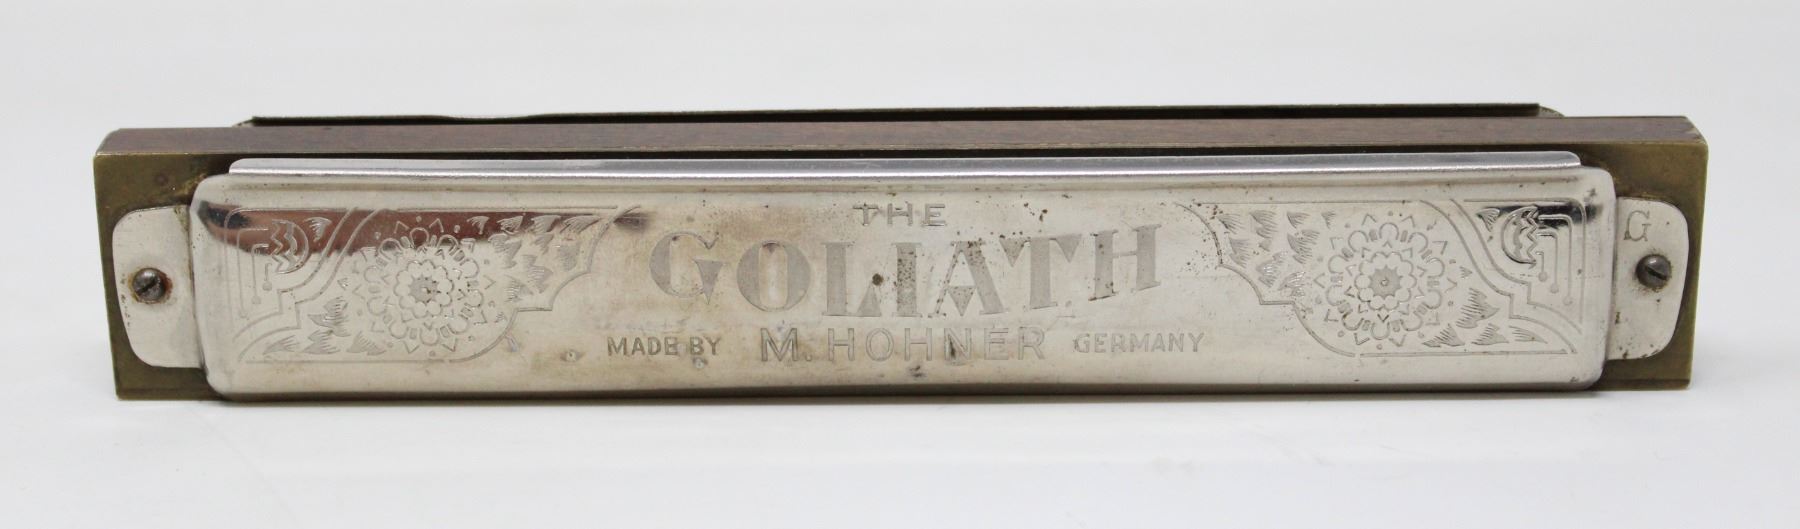 THE
GOLIATH
MADE BY M. HOHNER GERMANY
G